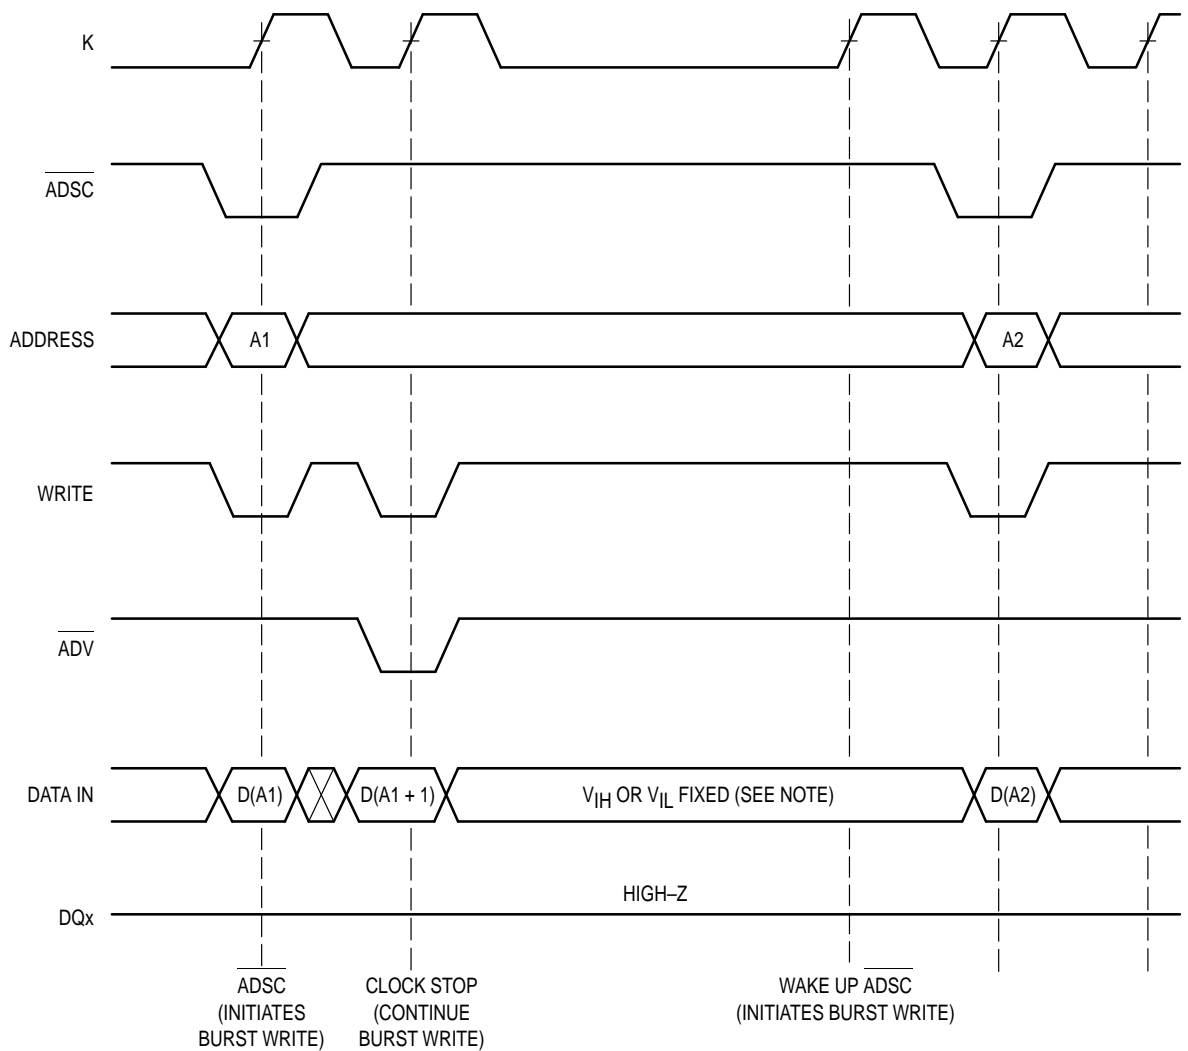 K
ADSC
ADDRESS
A1
A2
WRITE
ADV
DATA IN
D(A1)
D(A1 + 1)
VIH OR VIL FIXED (SEE NOTE)
D(A2)
HIGH–Z
DQx
ADSC
(INITIATES
BURST WRITE)
CLOCK STOP
(CONTINUE
BURST WRITE)
WAKE UP ADSC
(INITIATES BURST WRITE)